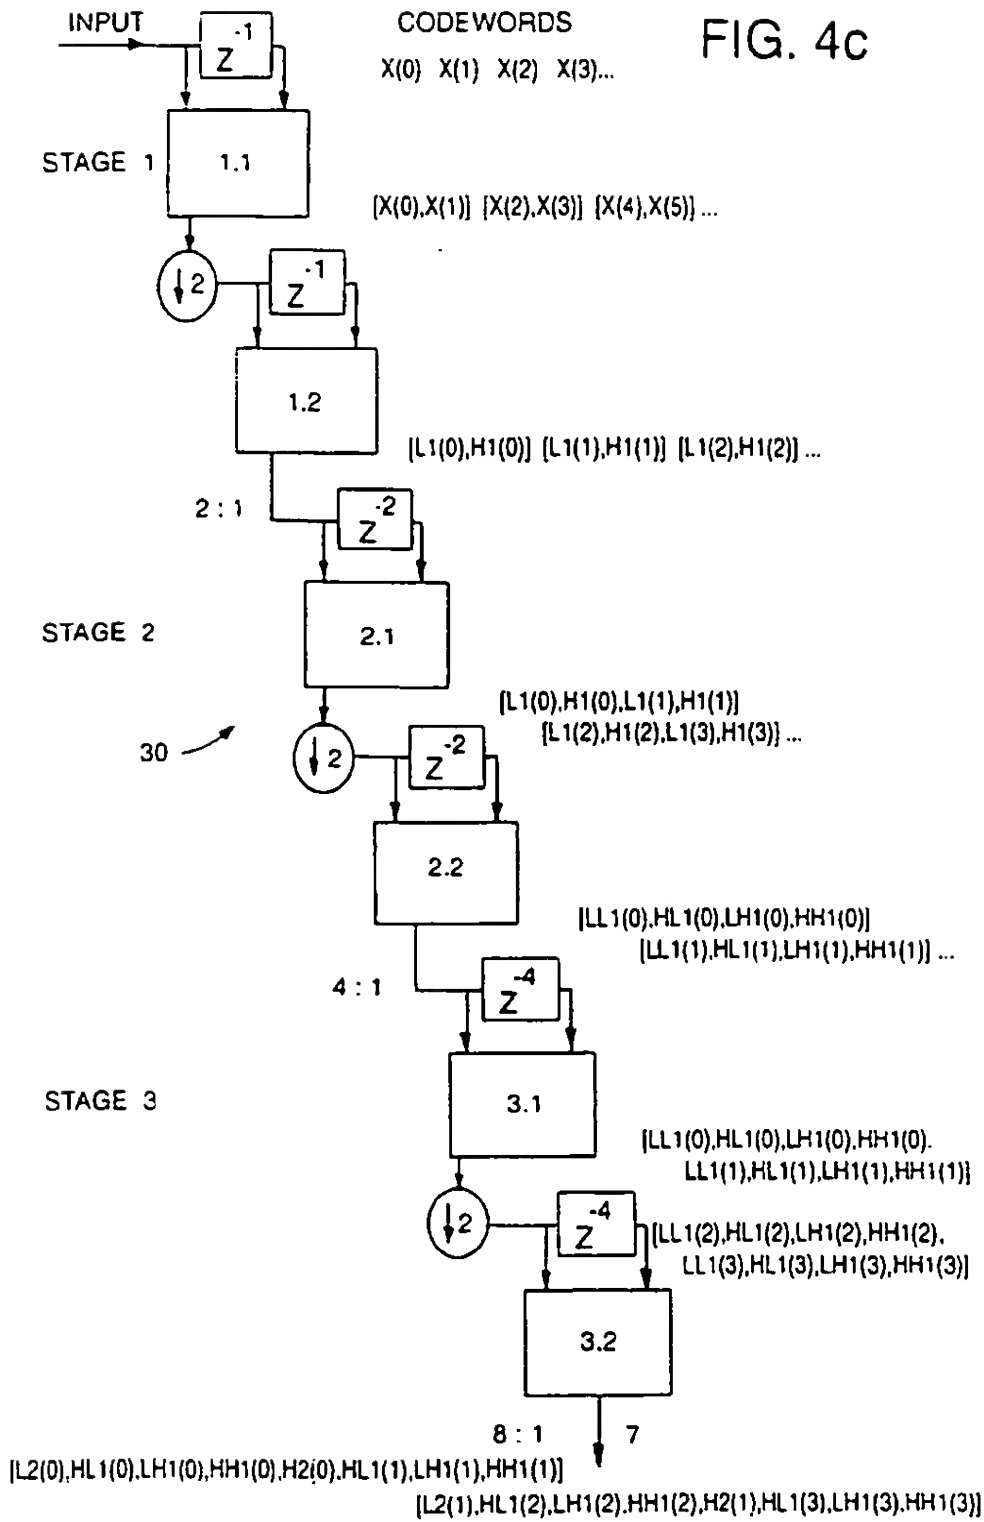 INPUT
Z-1
CODEWORDS
FIG. 4c
X(0) X(1) X(2) X(3)...
STAGE 1
1.1
[X(0),X(1)] [X(2),X(3)] [X(4),X(5)] ...
↓2
Z-1
1.2
[L1(0),H1(0)] [L1(1),H1(1)] [L1(2),H1(2)] ...
2 : 1
Z-2
STAGE 2
2.1
[L1(0),H1(0),L1(1),H1(1)]
[L1(2),H1(2),L1(3),H1(3)] ...
30
↓2
Z-2
2.2
[LL1(0),HL1(0),LH1(0),HH1(0)]
[LL1(1),HL1(1),LH1(1),HH1(1)] ...
4 : 1
Z-4
STAGE 3
3.1
[LL1(0),HL1(0),LH1(0),HH1(0).
LL1(1),HL1(1),LH1(1),HH1(1)]
↓2
Z-4
[LL1(2),HL1(2),LH1(2),HH1(2),
LL1(3),HL1(3),LH1(3),HH1(3)]
3.2
8 : 1
7
[L2(0),HL1(0),LH1(0),HH1(0),H2(0),HL1(1),LH1(1),HH1(1)]
[L2(1),HL1(2),LH1(2).HH1(2),H2(1),HL1(3),LH1(3),HH1(3)]